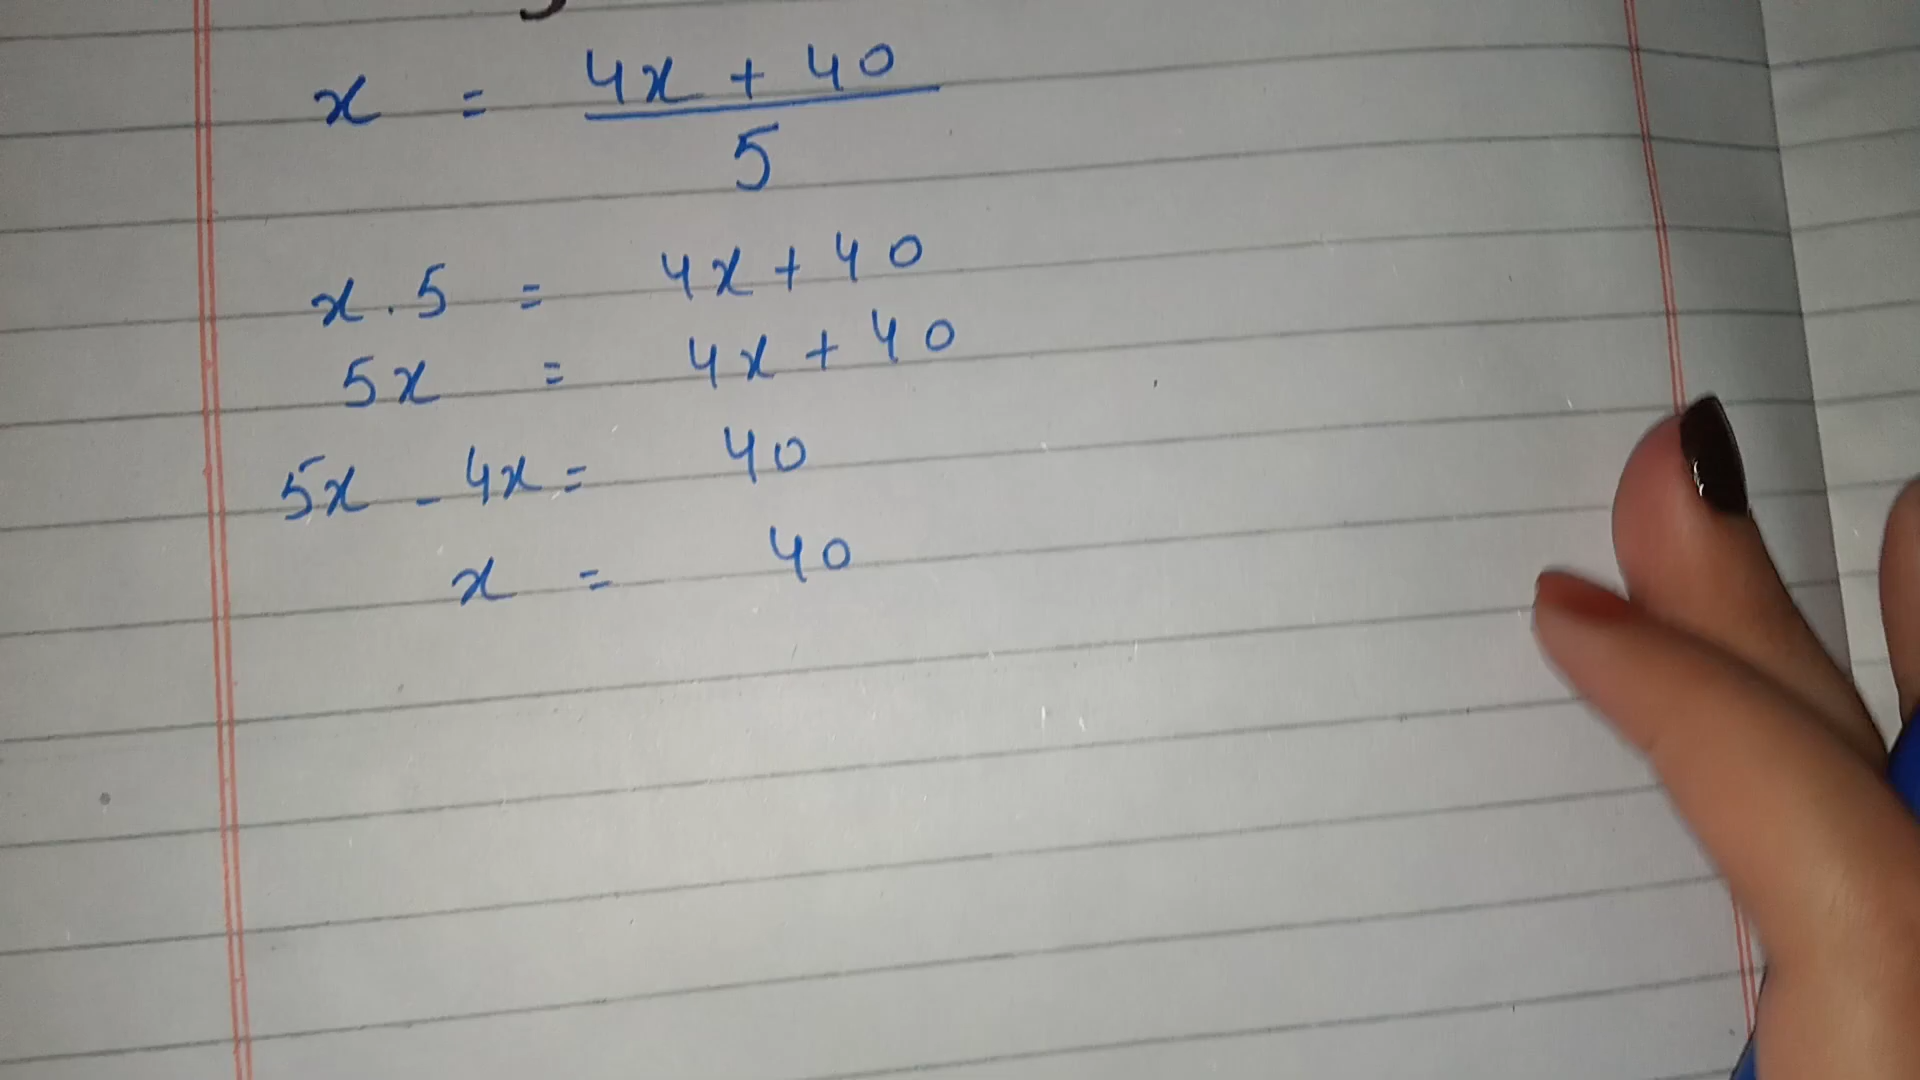 x = 4x + 40
5
x . 5 = 4x + 40
5x = 4x + 40
5x - 4x = 40
x = 40